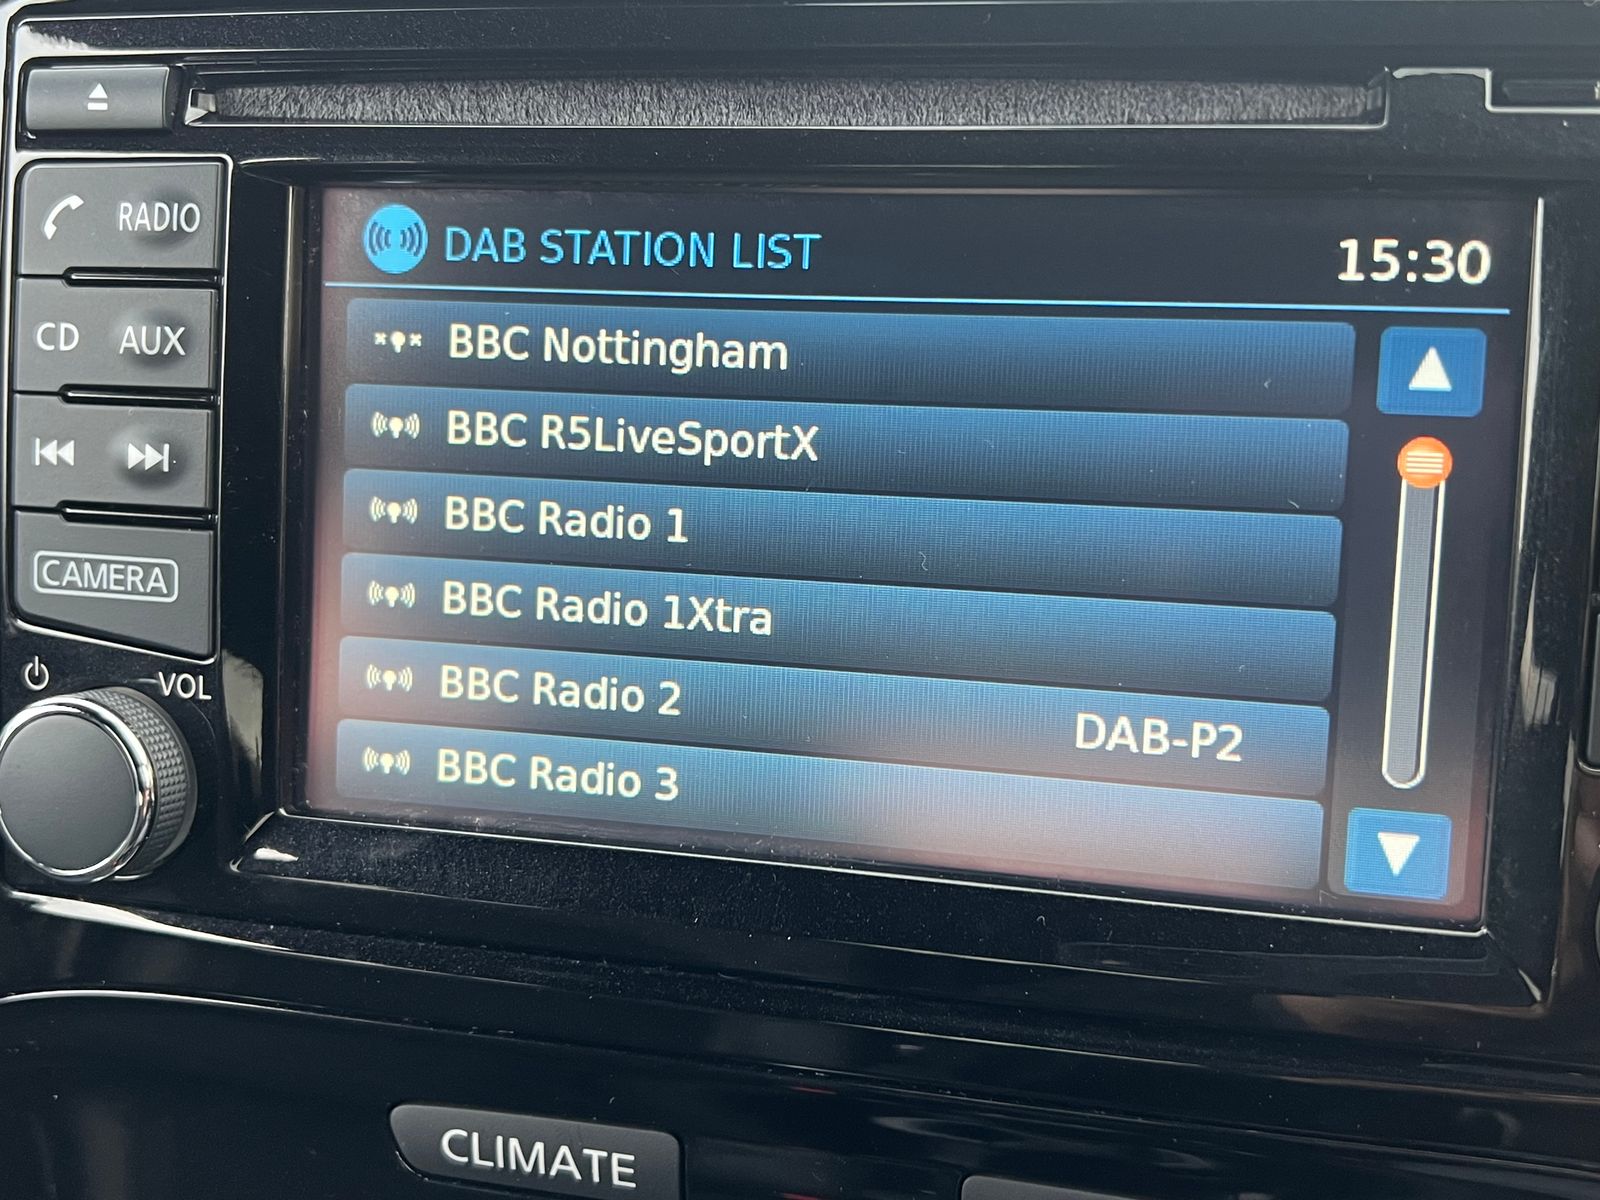 RADIO
CD AUX
CAMERA
VOL
DAB STATION LIST 15:30
BBC Nottingham
BBC R5LiveSportX
BBC Radio 1
BBC Radio 1Xtra
BBC Radio 2 DAB-P2
BBC Radio 3
CLIMATE